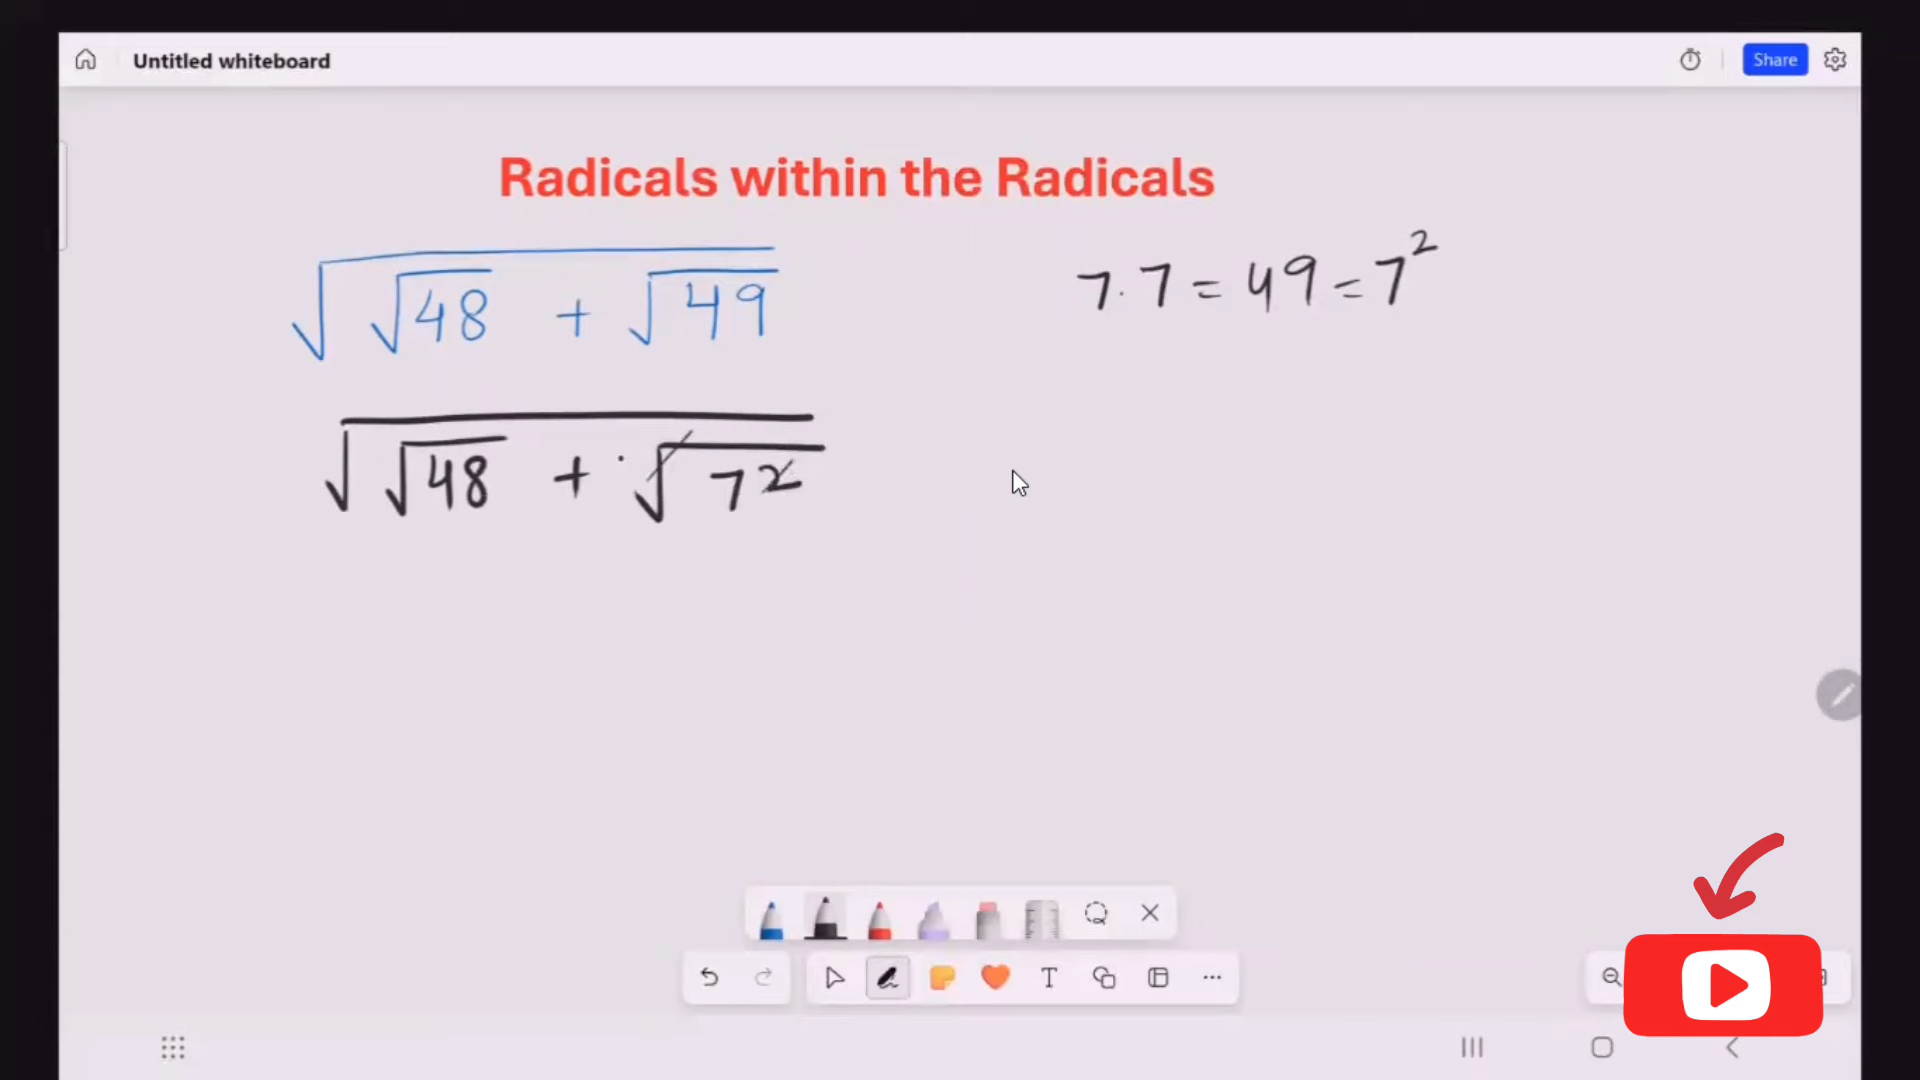 Untitled whiteboard
Share
Radicals within the Radicals
√(√48 + √49)
7.7 = 49 = 7²
√(√48 + √7²)
T